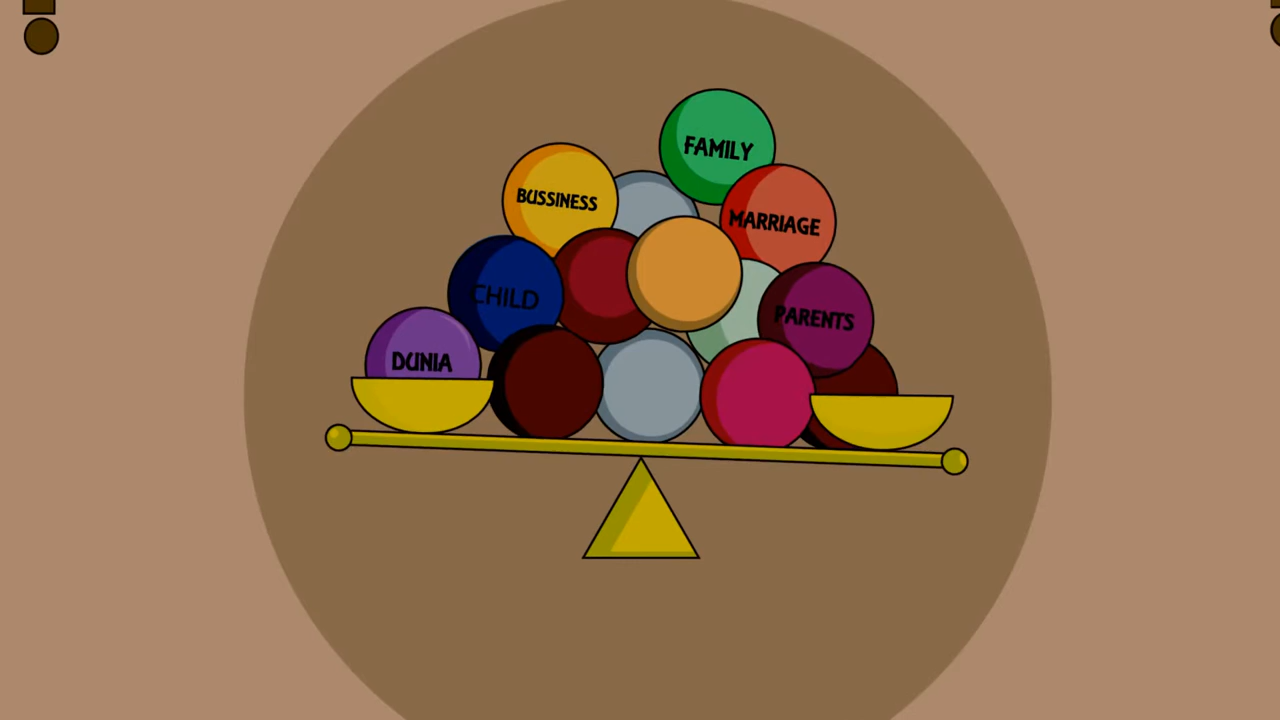 FAMILY
BUSSINESS
MARRIAGE
CHILD
PARENTS
DUNIA